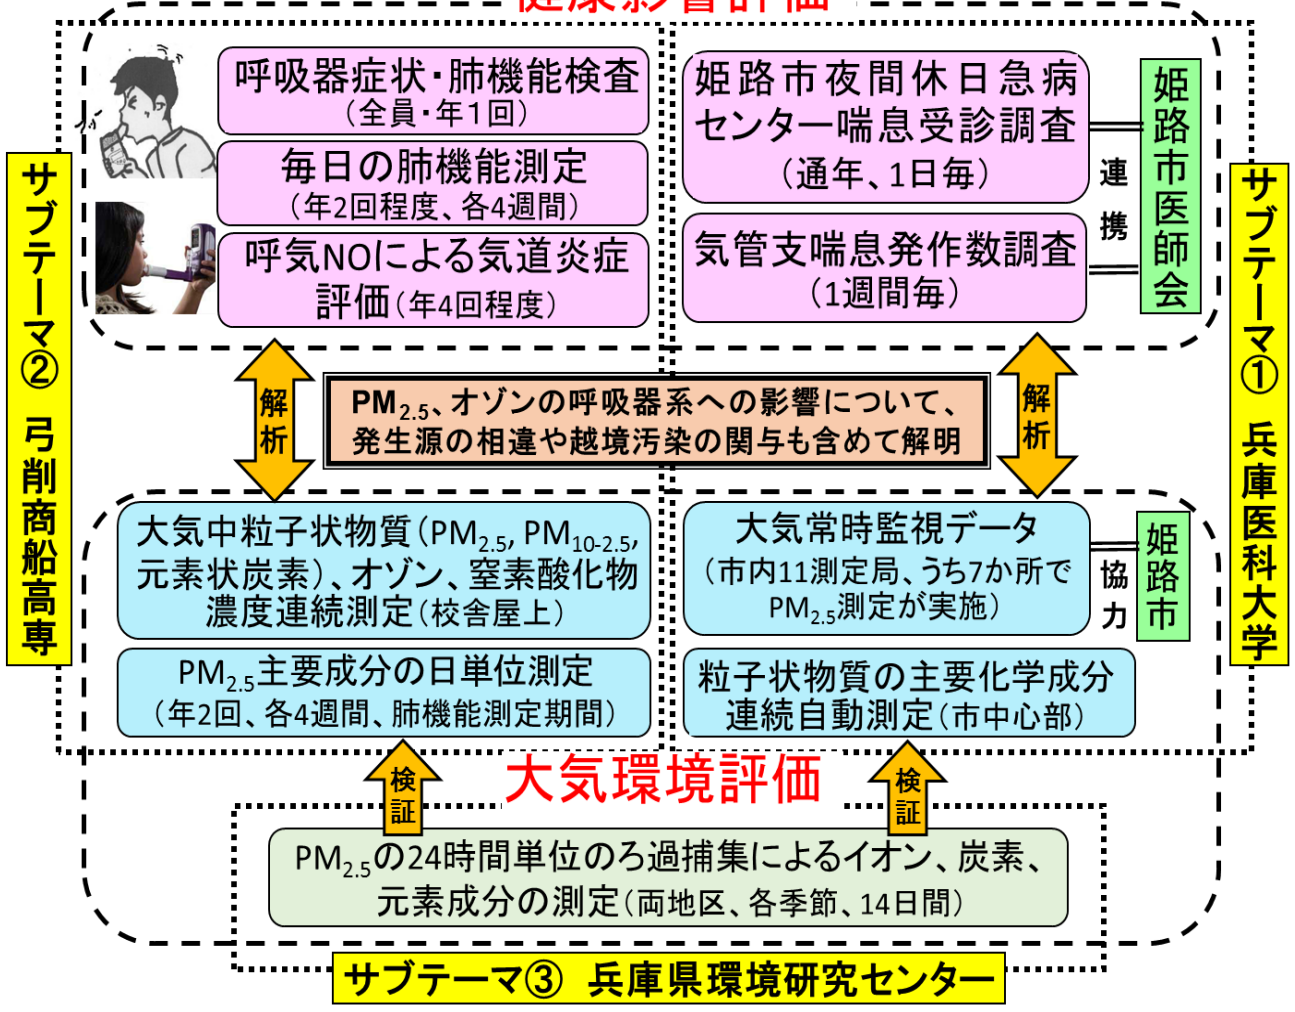 健康影響評価
サブテーマ② 弓削商船高専
呼吸器症状・肺機能検査
（全員・年１回）
毎日の肺機能測定
（年2回程度、各4週間）
呼気NOによる気道炎症
評価（年4回程度）
姫路市夜間休日急病
センター喘息受診調査
（通年、1日毎）
気管支喘息発作数調査
（1週間毎）
連携
姫路市医師会
サブテーマ① 兵庫医科大学
解析
PM2.5、オゾンの呼吸器系への影響について、
発生源の相違や越境汚染の関与も含めて解明
解析
大気中粒子状物質（PM2.5, PM10-2.5,
元素状炭素）、オゾン、窒素酸化物
濃度連続測定（校舎屋上）
PM2.5主要成分の日単位測定
（年2回、各4週間、肺機能測定期間）
大気常時監視データ
（市内11測定局、うち7か所で
PM2.5測定が実施）
粒子状物質の主要化学成分
連続自動測定（市中心部）
協力
姫路市
大気環境評価
検証
検証
PM2.5の24時間単位のろ過捕集によるイオン、炭素、
元素成分の測定（両地区、各季節、14日間）
サブテーマ③ 兵庫県環境研究センター